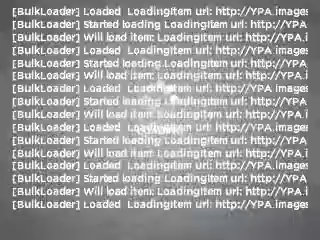 [BulkLoader] Loaded LoadingItem url: http://YPA.images
[BulkLoader] Started loading LoadingItem url: http://YPA
[BulkLoader] Will load item: LoadingItem url: http://YPA.i
[BulkLoader] Loaded LoadingItem url: http://YPA.images
[BulkLoader] Started loading LoadingItem url: http://YPA
[BulkLoader] Will load item: LoadingItem url: http://YPA.i
[BulkLoader] Loaded LoadingItem url: http://YPA.images
[BulkLoader] Started loading LoadingItem url: http://YPA
[BulkLoader] Will load item: LoadingItem url: http://YPA.i
[BulkLoader] Loaded LoadingItem url: http://YPA.images
[BulkLoader] Started loading LoadingItem url: http://YPA
[BulkLoader] Will load item: LoadingItem url: http://YPA.i
[BulkLoader] Loaded LoadingItem url: http://YPA.images
[BulkLoader] Started loading LoadingItem url: http://YPA
[BulkLoader] Will load item: LoadingItem url: http://YPA.i
[BulkLoader] Loaded LoadingItem url: http://YPA.images